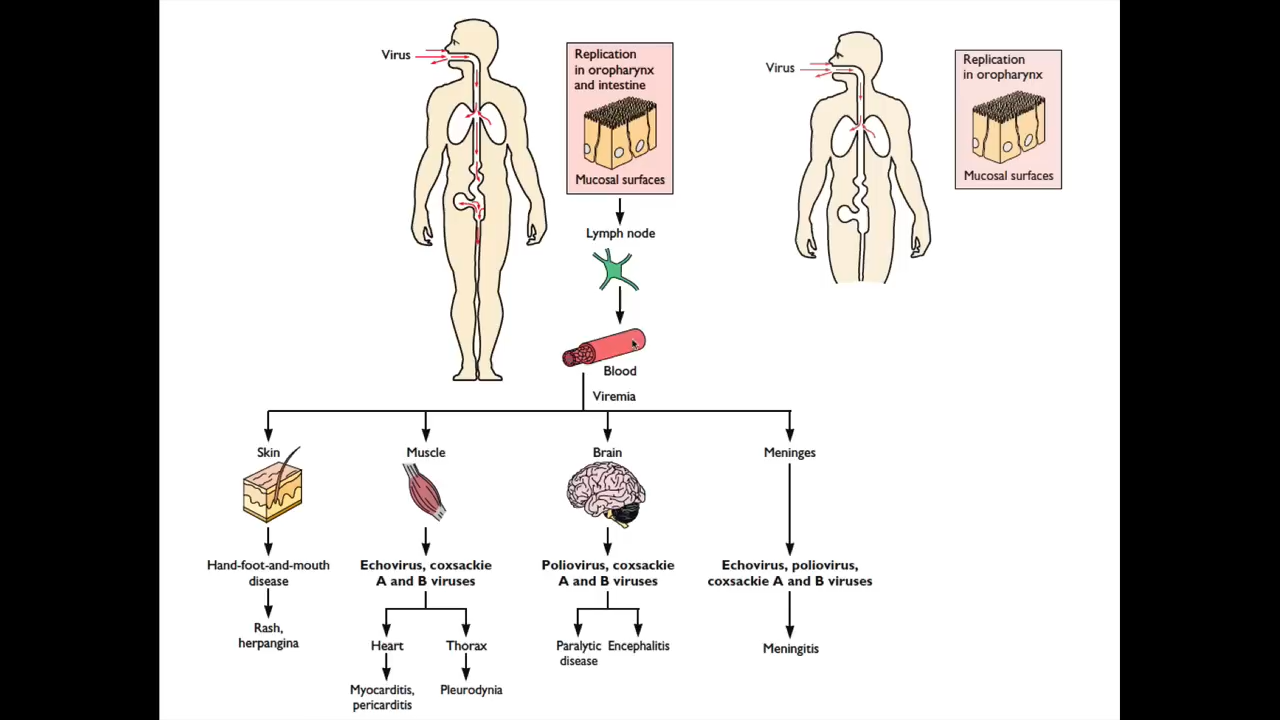 Virus
Replication
in oropharynx
and intestine
Mucosal surfaces
Virus
Replication
in oropharynx
Mucosal surfaces
Lymph node
Blood
Viremia
Skin
Muscle
Brain
Meninges
Hand-foot-and-mouth
disease
Echovirus, coxsackie
A and B viruses
Poliovirus, coxsackie
A and B viruses
Echovirus, poliovirus,
coxsackie A and B viruses
Rash,
herpangina
Heart
Thorax
Paralytic
disease
Encephalitis
Meningitis
Myocarditis,
pericarditis
Pleurodynia